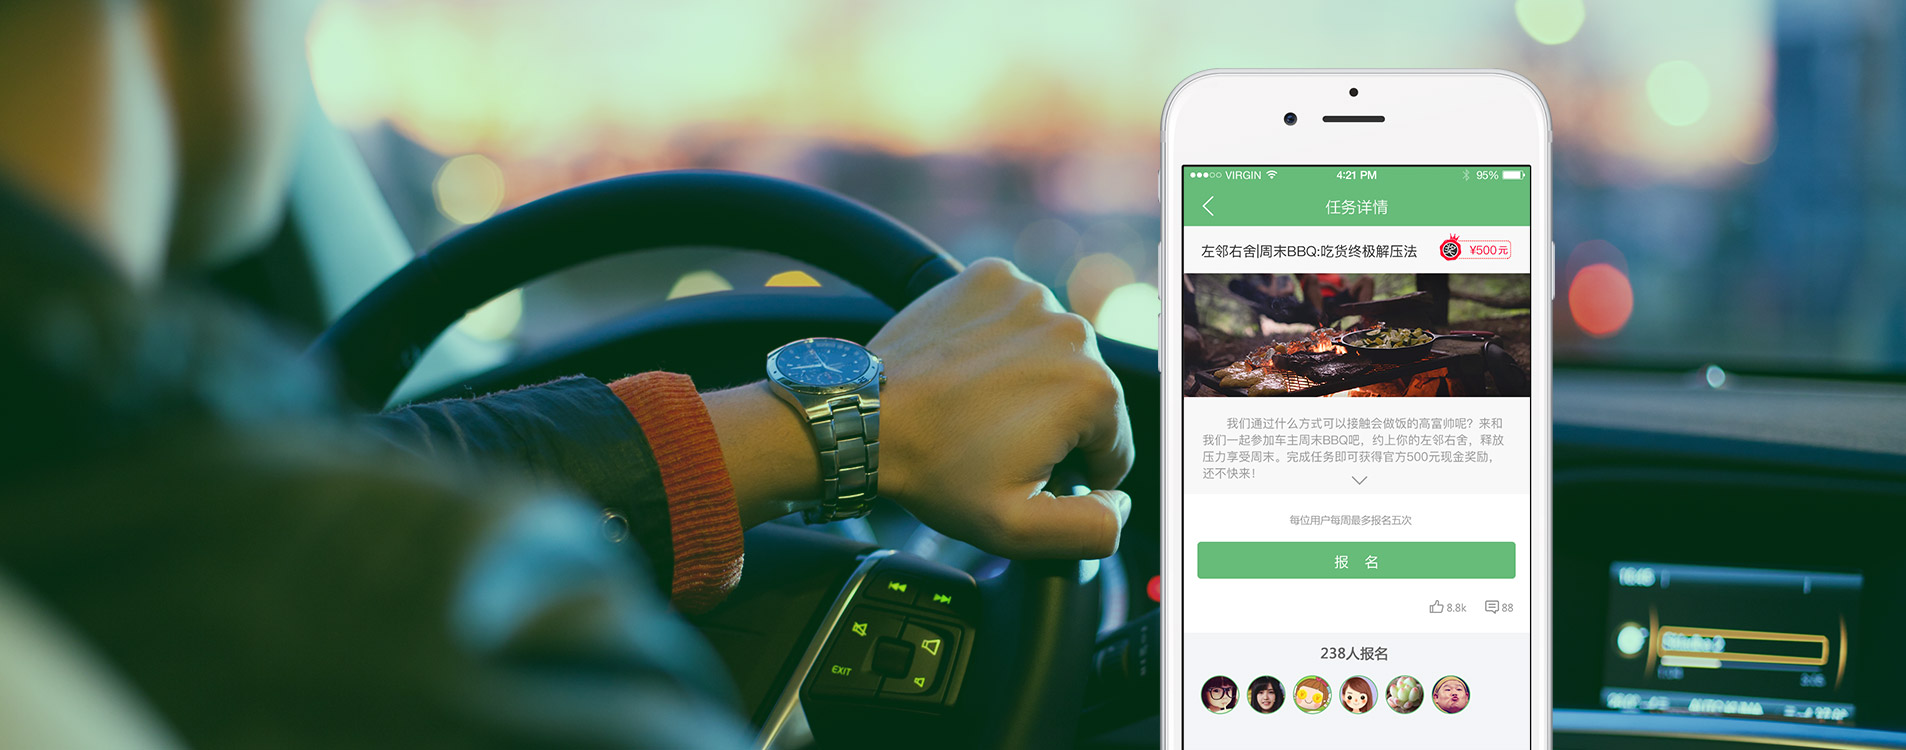 VIRGIN
4:21 PM
95%
任务详情
左邻右舍|周末BBQ:吃货终极解压法
奖
¥500元
我们通过什么方式可以接触会做饭的高富帅呢？来和
我们一起参加车主周末BBQ吧，约上你的左邻右舍，释放
压力享受周末。完成任务即可获得官方500元现金奖励，
还不快来！
每位用户每周最多报名五次
报 名
8.8k
88
238人报名
EXIT